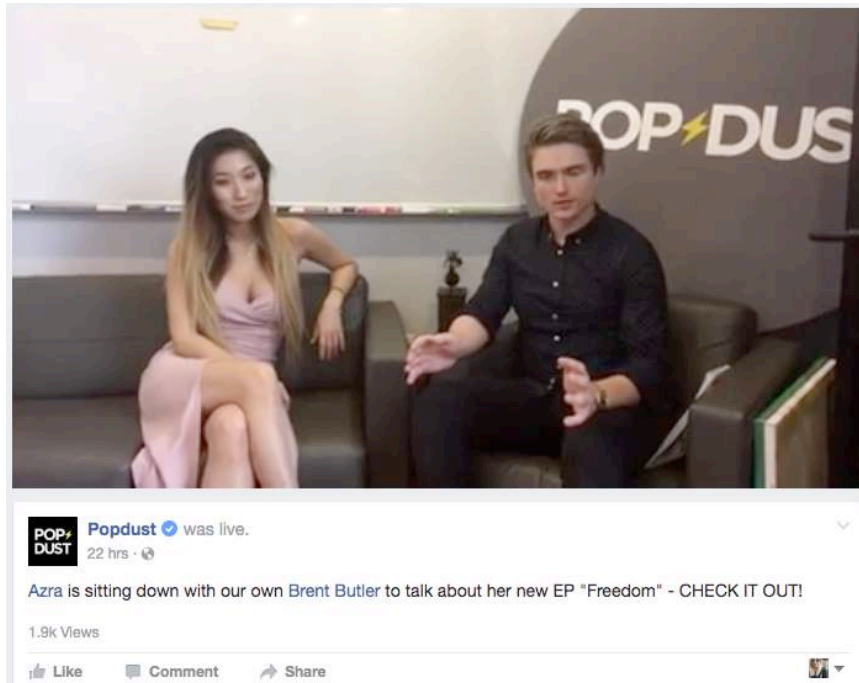 POP⚡DUS
POP⚡
DUST
Popdust was live.
22 hrs ·
Azra is sitting down with our own Brent Butler to talk about her new EP "Freedom" - CHECK IT OUT!
1.9k Views
Like Comment Share